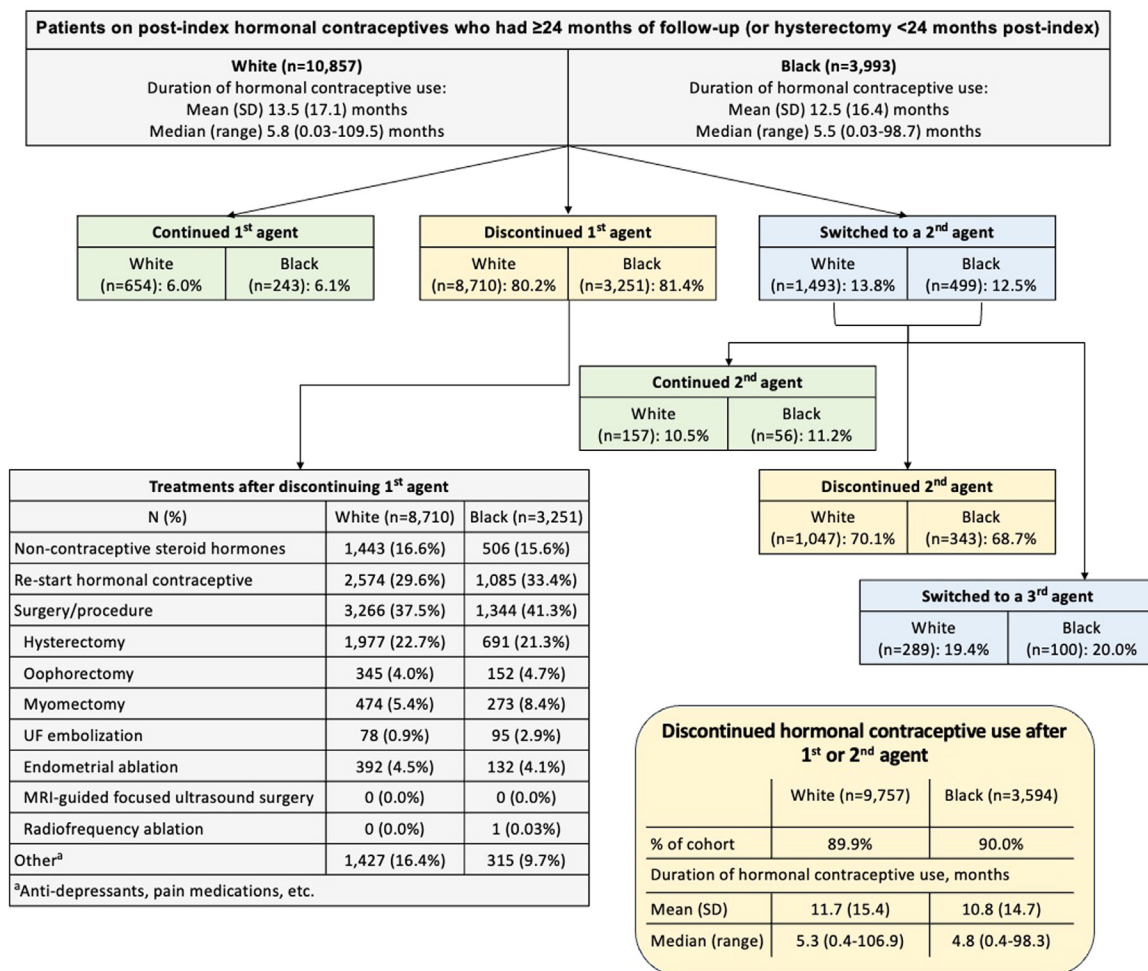 Patients on post-index hormonal contraceptives who had ≥24 months of follow-up (or hysterectomy <24 months post-index)
White (n=10,857)
Duration of hormonal contraceptive use:
Mean (SD) 13.5 (17.1) months
Median (range) 5.8 (0.03-109.5) months
Black (n=3,993)
Duration of hormonal contraceptive use:
Mean (SD) 12.5 (16.4) months
Median (range) 5.5 (0.03-98.7) months
Continued 1st agent
White
(n=654): 6.0%
Black
(n=243): 6.1%
Discontinued 1st agent
White
(n=8,710) 80.2%
Black
(n=3,251) 81.4%
Switched to a 2nd agent
White
(n=1,493) 13.8%
Black
(n=499) 12.5%
Continued 2nd agent
White
(n=157): 10.5%
Black
(n=56): 11.2%
Discontinued 2nd agent
White
(n=1,047) 70.1%
Black
(n=343) 68.7%
Switched to a 3rd agent
White
(n=289): 19.4%
Black
(n=100): 20.0%
Treatments after discontinuing 1st agent
N (%) White (n=8,710) Black (n=3,251)
Non-contraceptive steroid hormones 1,443 (16.6%) 506 (15.6%)
Re-start hormonal contraceptive 2,574 (29.6%) 1,085 (33.4%)
Surgery/procedure 3,266 (37.5%) 1,344 (41.3%)
Hysterectomy 1,977 (22.7%) 691 (21.3%)
Oophorectomy 345 (4.0%) 152 (4.7%)
Myomectomy 474 (5.4%) 273 (8.4%)
UF embolization 78 (0.9%) 95 (2.9%)
Endometrial ablation 392 (4.5%) 132 (4.1%)
MRI-guided focused ultrasound surgery 0 (0.0%) 0 (0.0%)
Radiofrequency ablation 0 (0.0%) 1 (0.03%)
Othera 1,427 (16.4%) 315 (9.7%)
aAnti-depressants, pain medications, etc.
Discontinued hormonal contraceptive use after
1st or 2nd agent
White (n=9,757) Black (n=3,594)
% of cohort 89.9% 90.0%
Duration of hormonal contraceptive use, months
Mean (SD) 11.7 (15.4) 10.8 (14.7)
Median (range) 5.3 (0.4-106.9) 4.8 (0.4-98.3)